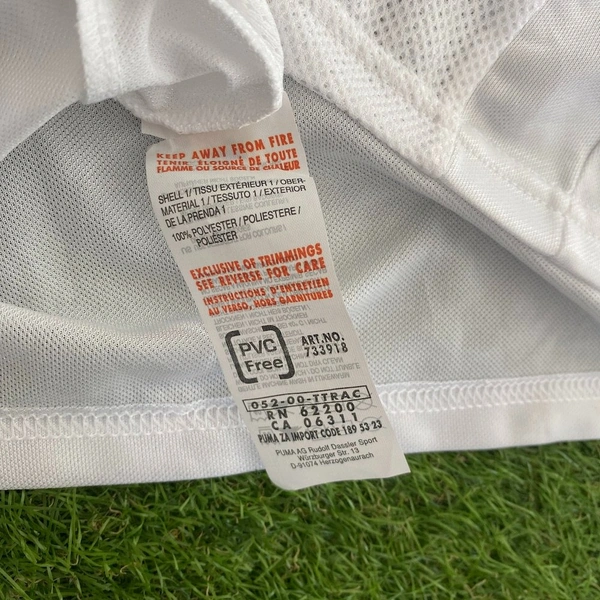 KEEP AWAY FROM FIRE
TENIR ÉLOIGNÉ DE TOUTE
FLAMME OU SOURCE DE CHALEUR
SHELL 1/TISSU EXTÉRIEUR 1/OBER-
MATERIAL 1/TESSUTO 1/EXTERIOR
DE LA PRENDA 1
100% POLYESTER/POLIESTERE/
POLIÉSTER
EXCLUSIVE OF TRIMMINGS
SEE REVERSE FOR CARE
INSTRUCTIONS D'ENTRETIEN
AU VERSO, HORS GARNITURES
PVC
Free
ART.NO.
733918
052-00-TTRAC
RN 62200
CA 06311
PUMA ZA IMPORT CODE 189 53 23
PUMA AG Rudolf Dassler Sport
Würzburger Str. 13
D-91074 Herzogenaurach